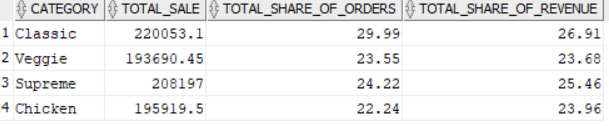 CATEGORY TOTAL_SALE TOTAL_SHARE_OF_ORDERS TOTAL_SHARE_OF_REVENUE
1 Classic 220053.1 29.99 26.91
2 Veggie 193690.45 23.55 23.68
3 Supreme 208197 24.22 25.46
4 Chicken 195919.5 22.24 23.96